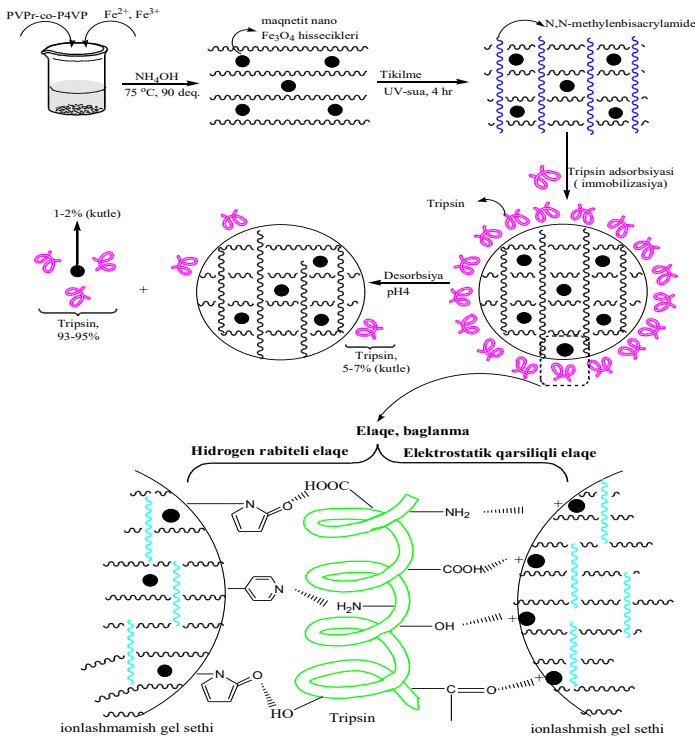 PVPr-co-P4VP
Fe²⁺, Fe³⁺
NH₄OH
75 °C, 90 deq.
maqnetit nano
Fe₃O₄ hissecikleri
Tikilme
UV-sua, 4 hr
N,N-methylenbisacrylamide
Tripsin adsorbsiyasi
( immobilizasiya)
Tripsin
Desorbsiya
pH4
Tripsin,
5-7% (kutle)
+
1-2% (kutle)
Tripsin,
93-95%
Elaqe, baglanma
Hidrogen rabiteli elaqe
Elektrostatik qarsiliqli elaqe
N
O
HOOC
NH₂
+
COOH
+
N
H₂N
OH
+
N
O
HO
C
O
+
ionlashmamish gel sethi
Tripsin
ionlashmish gel sethi